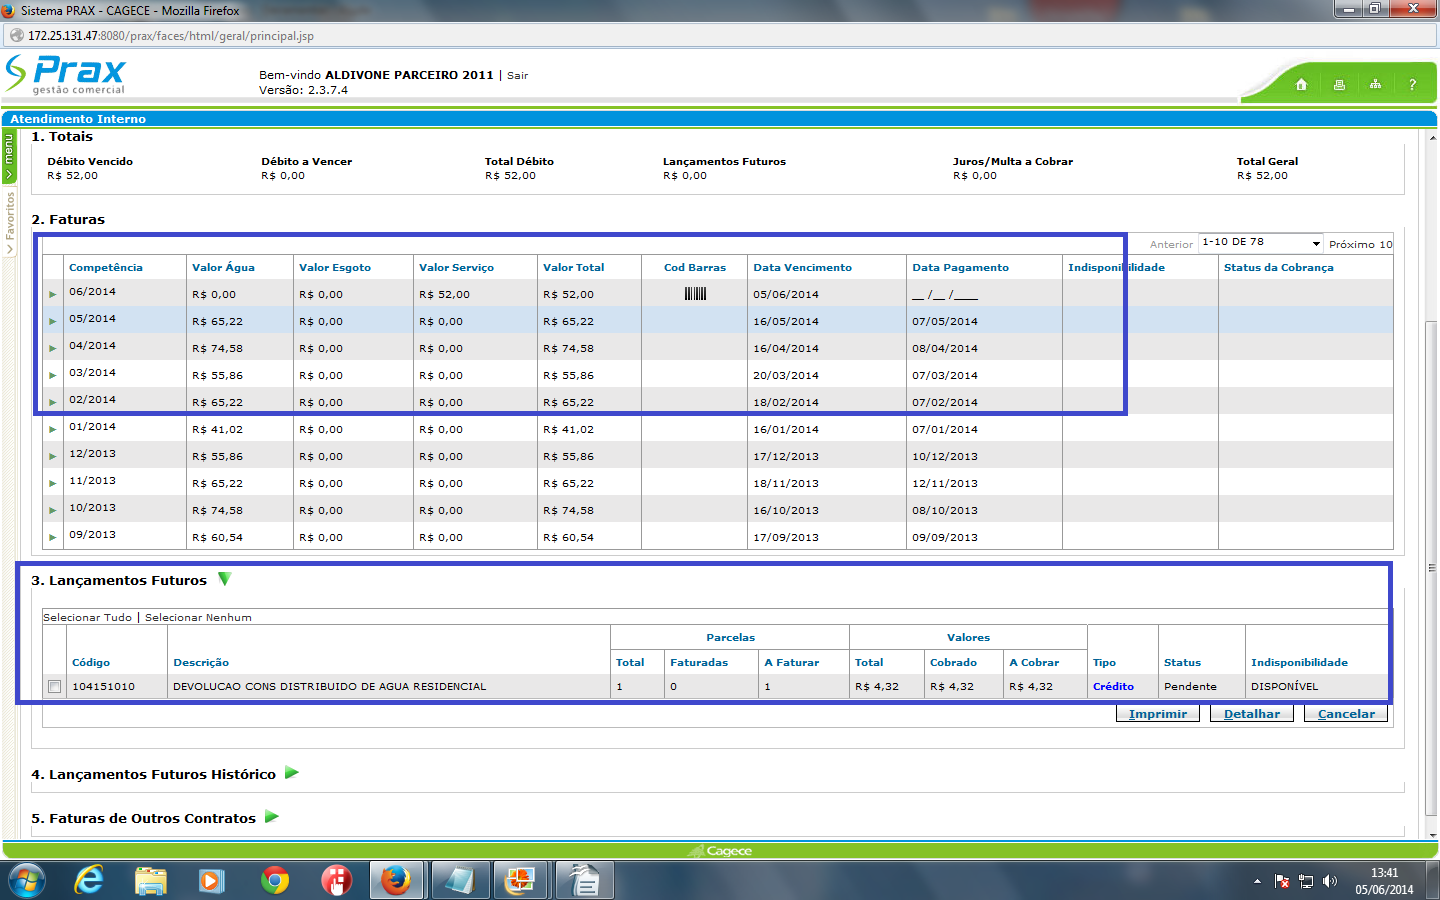 Sistema PRAX - CAGECE - Mozilla Firefox
172.25.131.47:8080/prax/faces/html/geral/principal.jsp
Prax
gestão comercial
Bem-vindo ALDIVONE PARCEIRO 2011 | Sair
Versão: 2.3.7.4
?
Atendimento Interno
menu
Favoritos
1. Totais
Débito Vencido Débito a Vencer Total Débito Lançamentos Futuros Juros/Multa a Cobrar Total Geral
R$ 52,00 R$ 0,00 R$ 52,00 R$ 0,00 R$ 0,00 R$ 52,00
2. Faturas
Anterior 1-10 DE 78 Próximo 10
Competência Valor Água Valor Esgoto Valor Serviço Valor Total Cod Barras Data Vencimento Data Pagamento Indisponibilidade Status da Cobrança
06/2014 R$ 0,00 R$ 0,00 R$ 52,00 R$ 52,00 05/06/2014 __ /__ /____
05/2014 R$ 65,22 R$ 0,00 R$ 0,00 R$ 65,22 16/05/2014 07/05/2014
04/2014 R$ 74,58 R$ 0,00 R$ 0,00 R$ 74,58 16/04/2014 08/04/2014
03/2014 R$ 55,86 R$ 0,00 R$ 0,00 R$ 55,86 20/03/2014 07/03/2014
02/2014 R$ 65,22 R$ 0,00 R$ 0,00 R$ 65,22 18/02/2014 07/02/2014
01/2014 R$ 41,02 R$ 0,00 R$ 0,00 R$ 41,02 16/01/2014 07/01/2014
12/2013 R$ 55,86 R$ 0,00 R$ 0,00 R$ 55,86 17/12/2013 10/12/2013
11/2013 R$ 65,22 R$ 0,00 R$ 0,00 R$ 65,22 18/11/2013 12/11/2013
10/2013 R$ 74,58 R$ 0,00 R$ 0,00 R$ 74,58 16/10/2013 08/10/2013
09/2013 R$ 60,54 R$ 0,00 R$ 0,00 R$ 60,54 17/09/2013 09/09/2013
3. Lançamentos Futuros
Selecionar Tudo | Selecionar Nenhum
Parcelas Valores
Código Descrição Total Faturadas A Faturar Total Cobrado A Cobrar Tipo Status Indisponibilidade
104151010 DEVOLUCAO CONS DISTRIBUIDO DE AGUA RESIDENCIAL 1 0 1 R$ 4,32 R$ 4,32 R$ 4,32 Crédito Pendente DISPONÍVEL
Imprimir Detalhar Cancelar
4. Lançamentos Futuros Histórico
5. Faturas de Outros Contratos
Cagece
13:41
05/06/2014